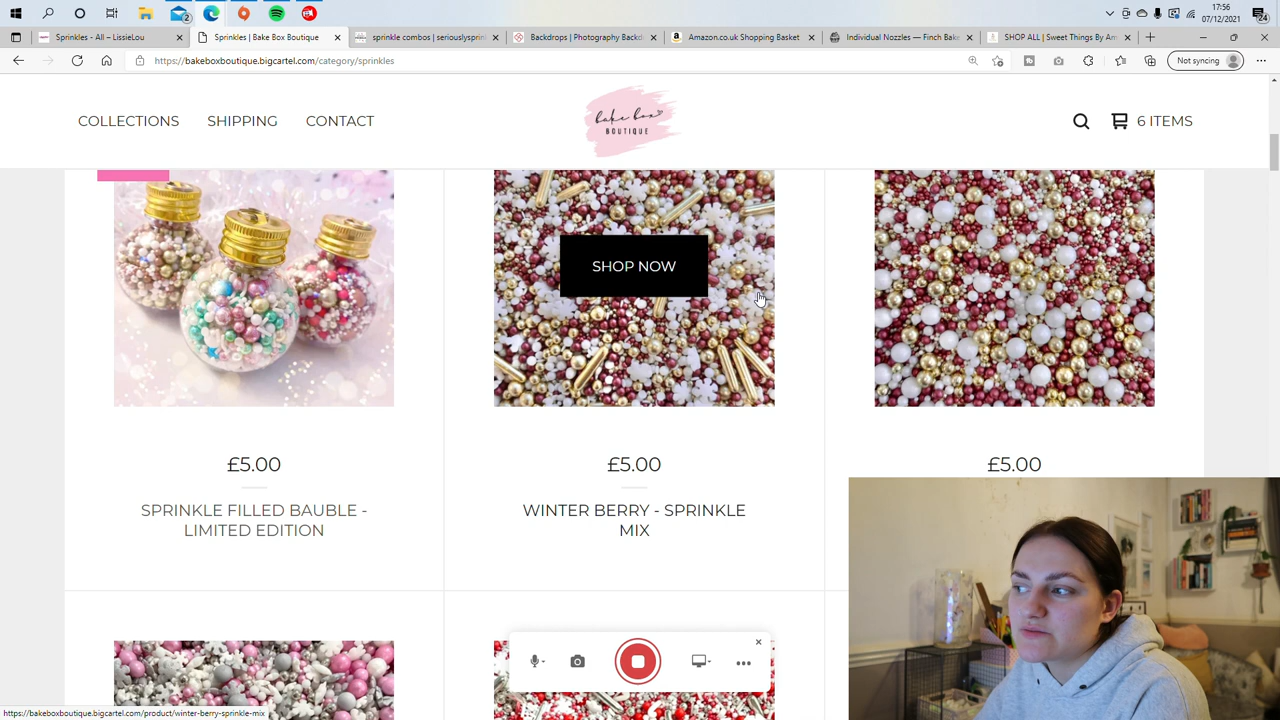 17:56
07/12/2021
24
2
Sprinkles - All – LissieLou
Sprinkles | Bake Box Boutique
sprinkle combos | seriouslysprin
Backdrops | Photography Backd
Amazon.co.uk Shopping Basket
Individual Nozzles — Finch Bake
SHOP ALL | Sweet Things By Am
https://bakeboxboutique.bigcartel.com/category/sprinkles
Not syncing
COLLECTIONS
SHIPPING
CONTACT
bake box
BOUTIQUE
6 ITEMS
SHOP NOW
£5.00
£5.00
£5.00
SPRINKLE FILLED BAUBLE -
LIMITED EDITION
WINTER BERRY - SPRINKLE
MIX
https://bakeboxboutique.bigcartel.com/product/winter-berry-sprinkle-mix